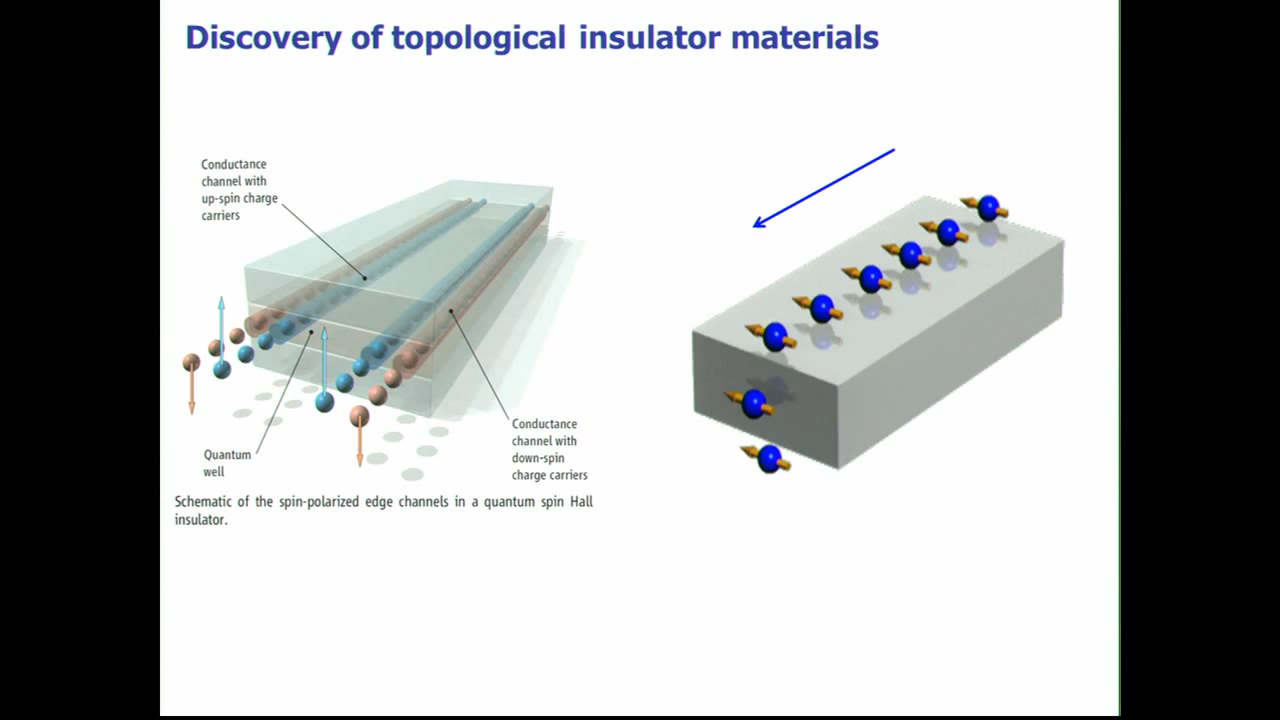 Discovery of topological insulator materials
Conductance
channel with
up-spin charge
carriers
Quantum
well
Conductance
channel with
down-spin
charge carriers
Schematic of the spin-polarized edge channels in a quantum spin Hall
insulator.